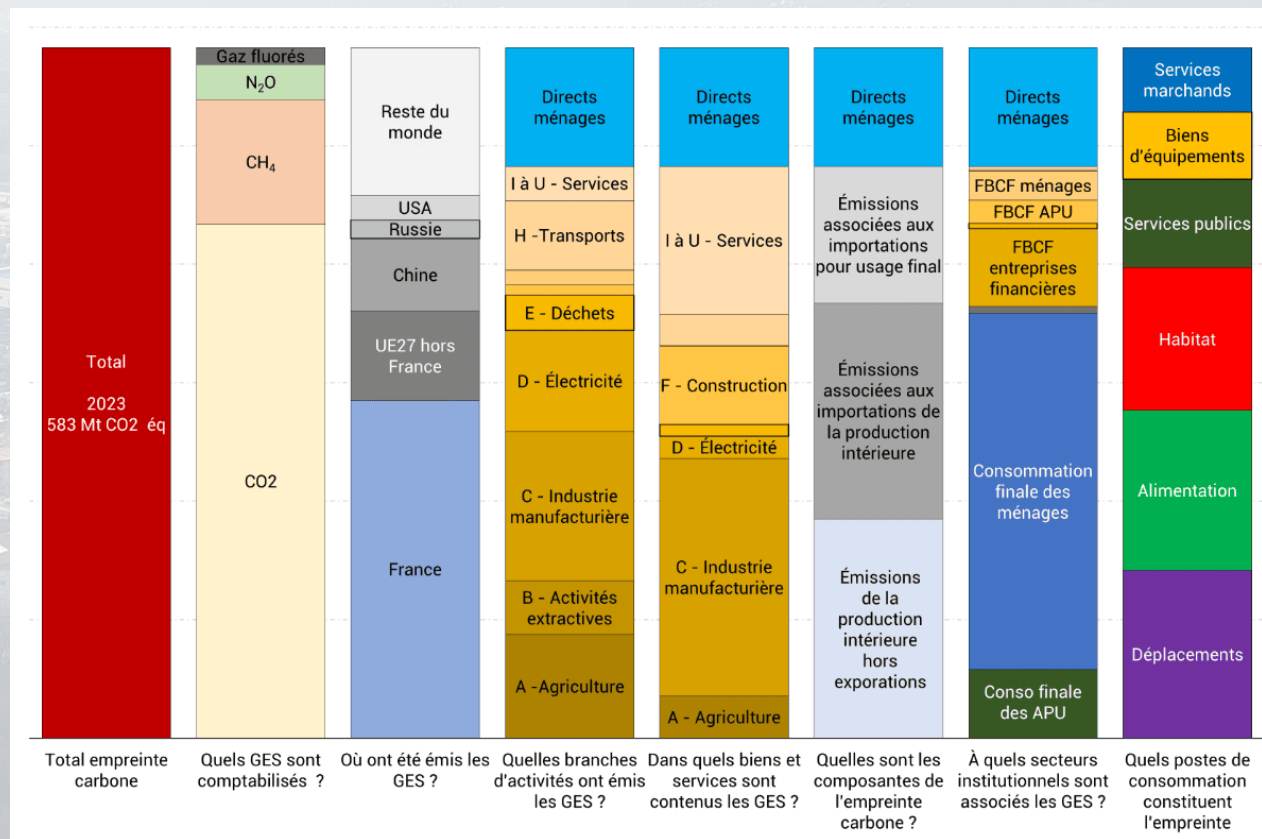 Total
2023
583 Mt CO2 éq
Total empreinte
carbone
Gaz fluorés
N₂O
CH₄
CO2
Quels GES sont
comptabilisés ?
Reste du
monde
USA
Russie
Chine
UE27 hors
France
France
Où ont été émis les
GES ?
Directs
ménages
I à U - Services
H -Transports
E - Déchets
D - Électricité
C - Industrie
manufacturière
B - Activités
extractives
A -Agriculture
Quelles branches
d'activités ont émis
les GES ?
Directs
ménages
I à U - Services
F - Construction
D - Électricité
C - Industrie
manufacturière
A - Agriculture
Dans quels biens et
services sont
contenus les GES ?
Directs
ménages
Émissions
associées aux
importations
pour usage final
Émissions
associées aux
importations de
la production
intérieure
Émissions
de la
production
intérieure
hors
exporations
Quelles sont les
composantes de
l'empreinte
carbone ?
Directs
ménages
FBCF ménages
FBCF APU
FBCF
entreprises
financières
Consommation
finale des
ménages
Conso finale
des APU
À quels secteurs
institutionnels sont
associés les GES ?
Services
marchands
Biens
d'équipements
Services publics
Habitat
Alimentation
Déplacements
Quels postes de
consommation
constituent
l'empreinte